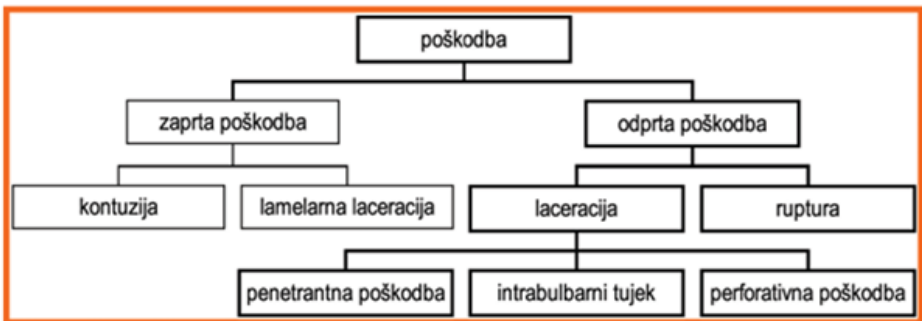 poškodba
zaprta poškodba
odprta poškodba
kontuzija
lamelarna laceracija
laceracija
ruptura
penetrantna poškodba
intrabulbarni tujek
perforativna poškodba